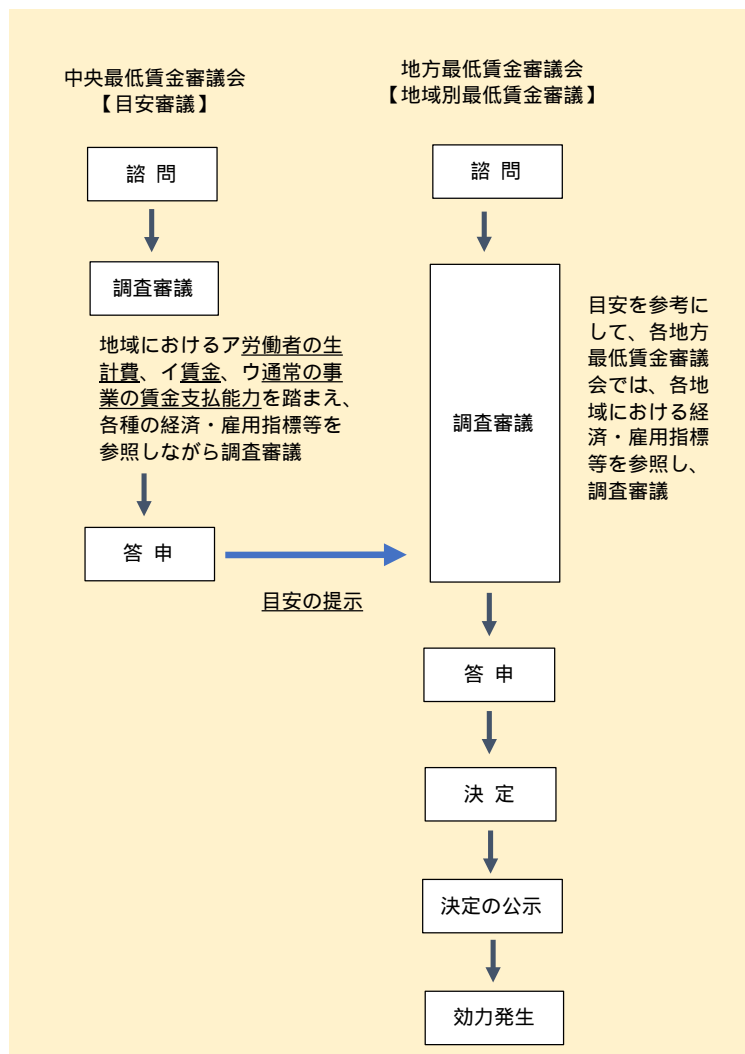 中央最低賃金審議会
【目安審議】
諮 問
調査審議
地域におけるア労働者の生
計費、イ賃金、ウ通常の事
業の賃金支払能力を踏まえ、
各種の経済・雇用指標等を
参照しながら調査審議
答 申
目安の提示
地方最低賃金審議会
【地域別最低賃金審議】
諮 問
調査審議
目安を参考に
して、各地方
最低賃金審議
会では、各地
域における経
済・雇用指標
等を参照し、
調査審議
答 申
決 定
決定の公示
効力発生